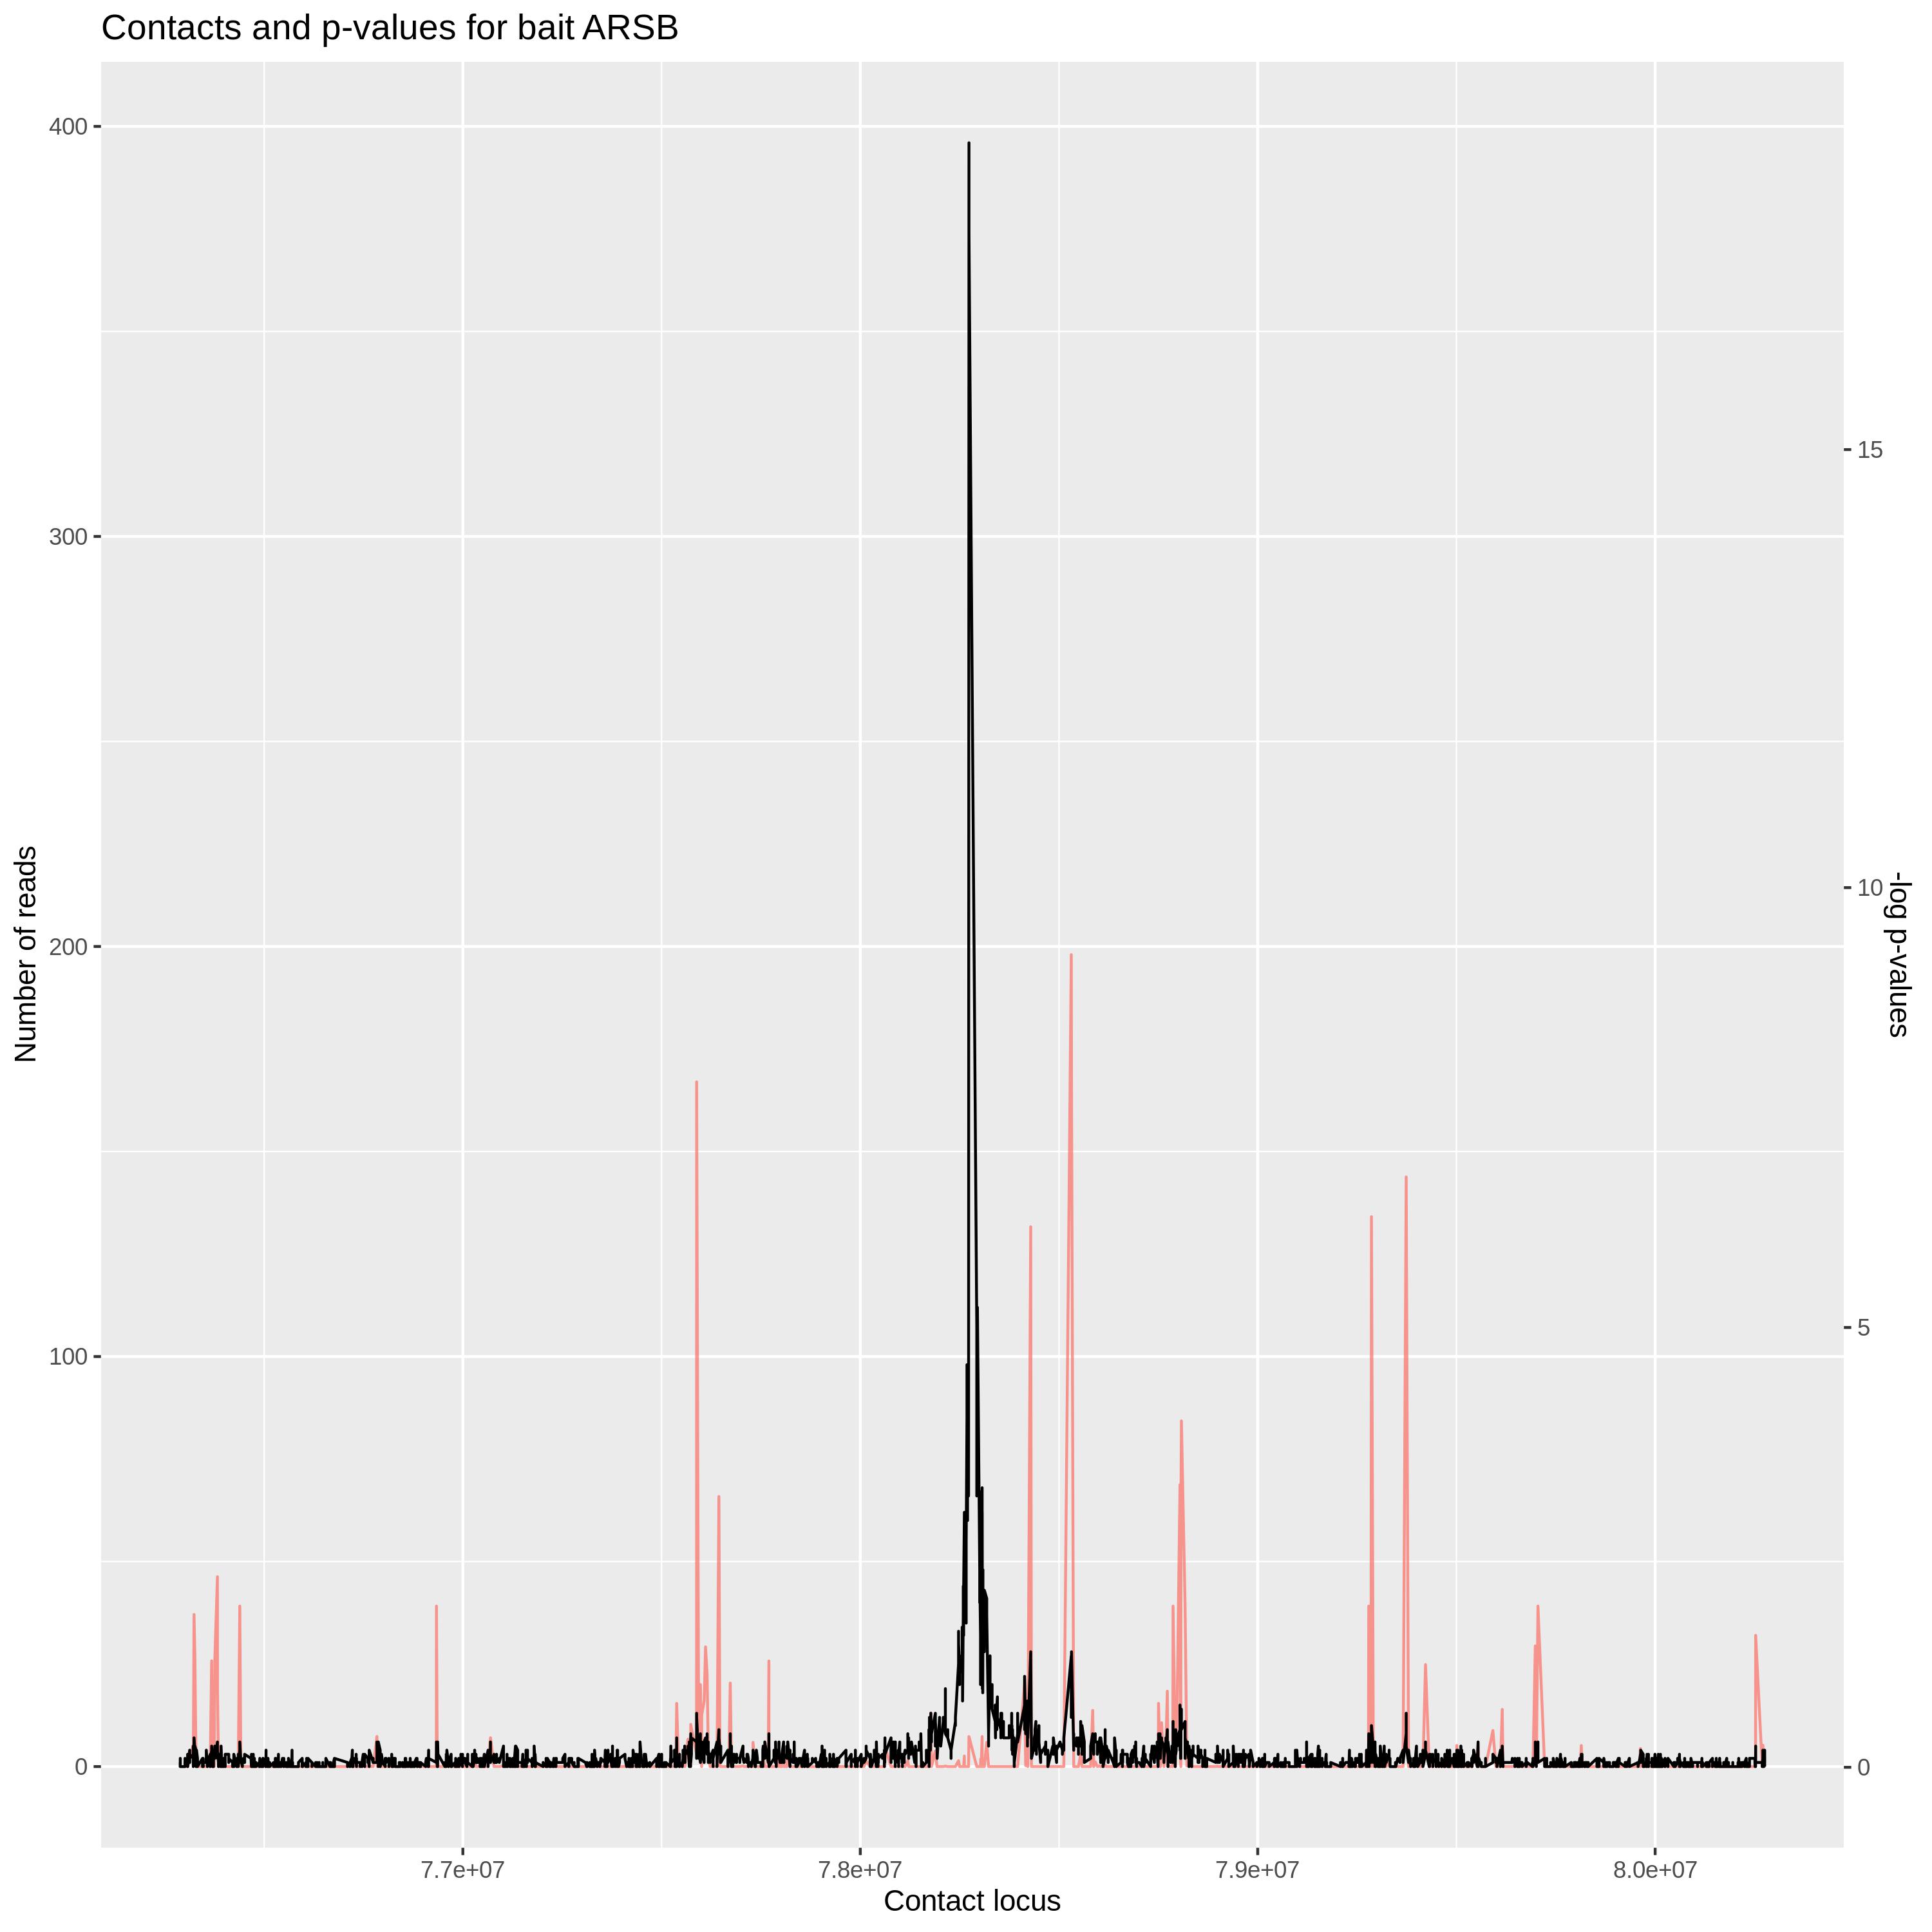 Contacts and p-values for bait ARSB
400
300
200
100
0
Number of reads
15
10
5
0
-log p-values
7.7e+07
7.8e+07
7.9e+07
8.0e+07
Contact locus